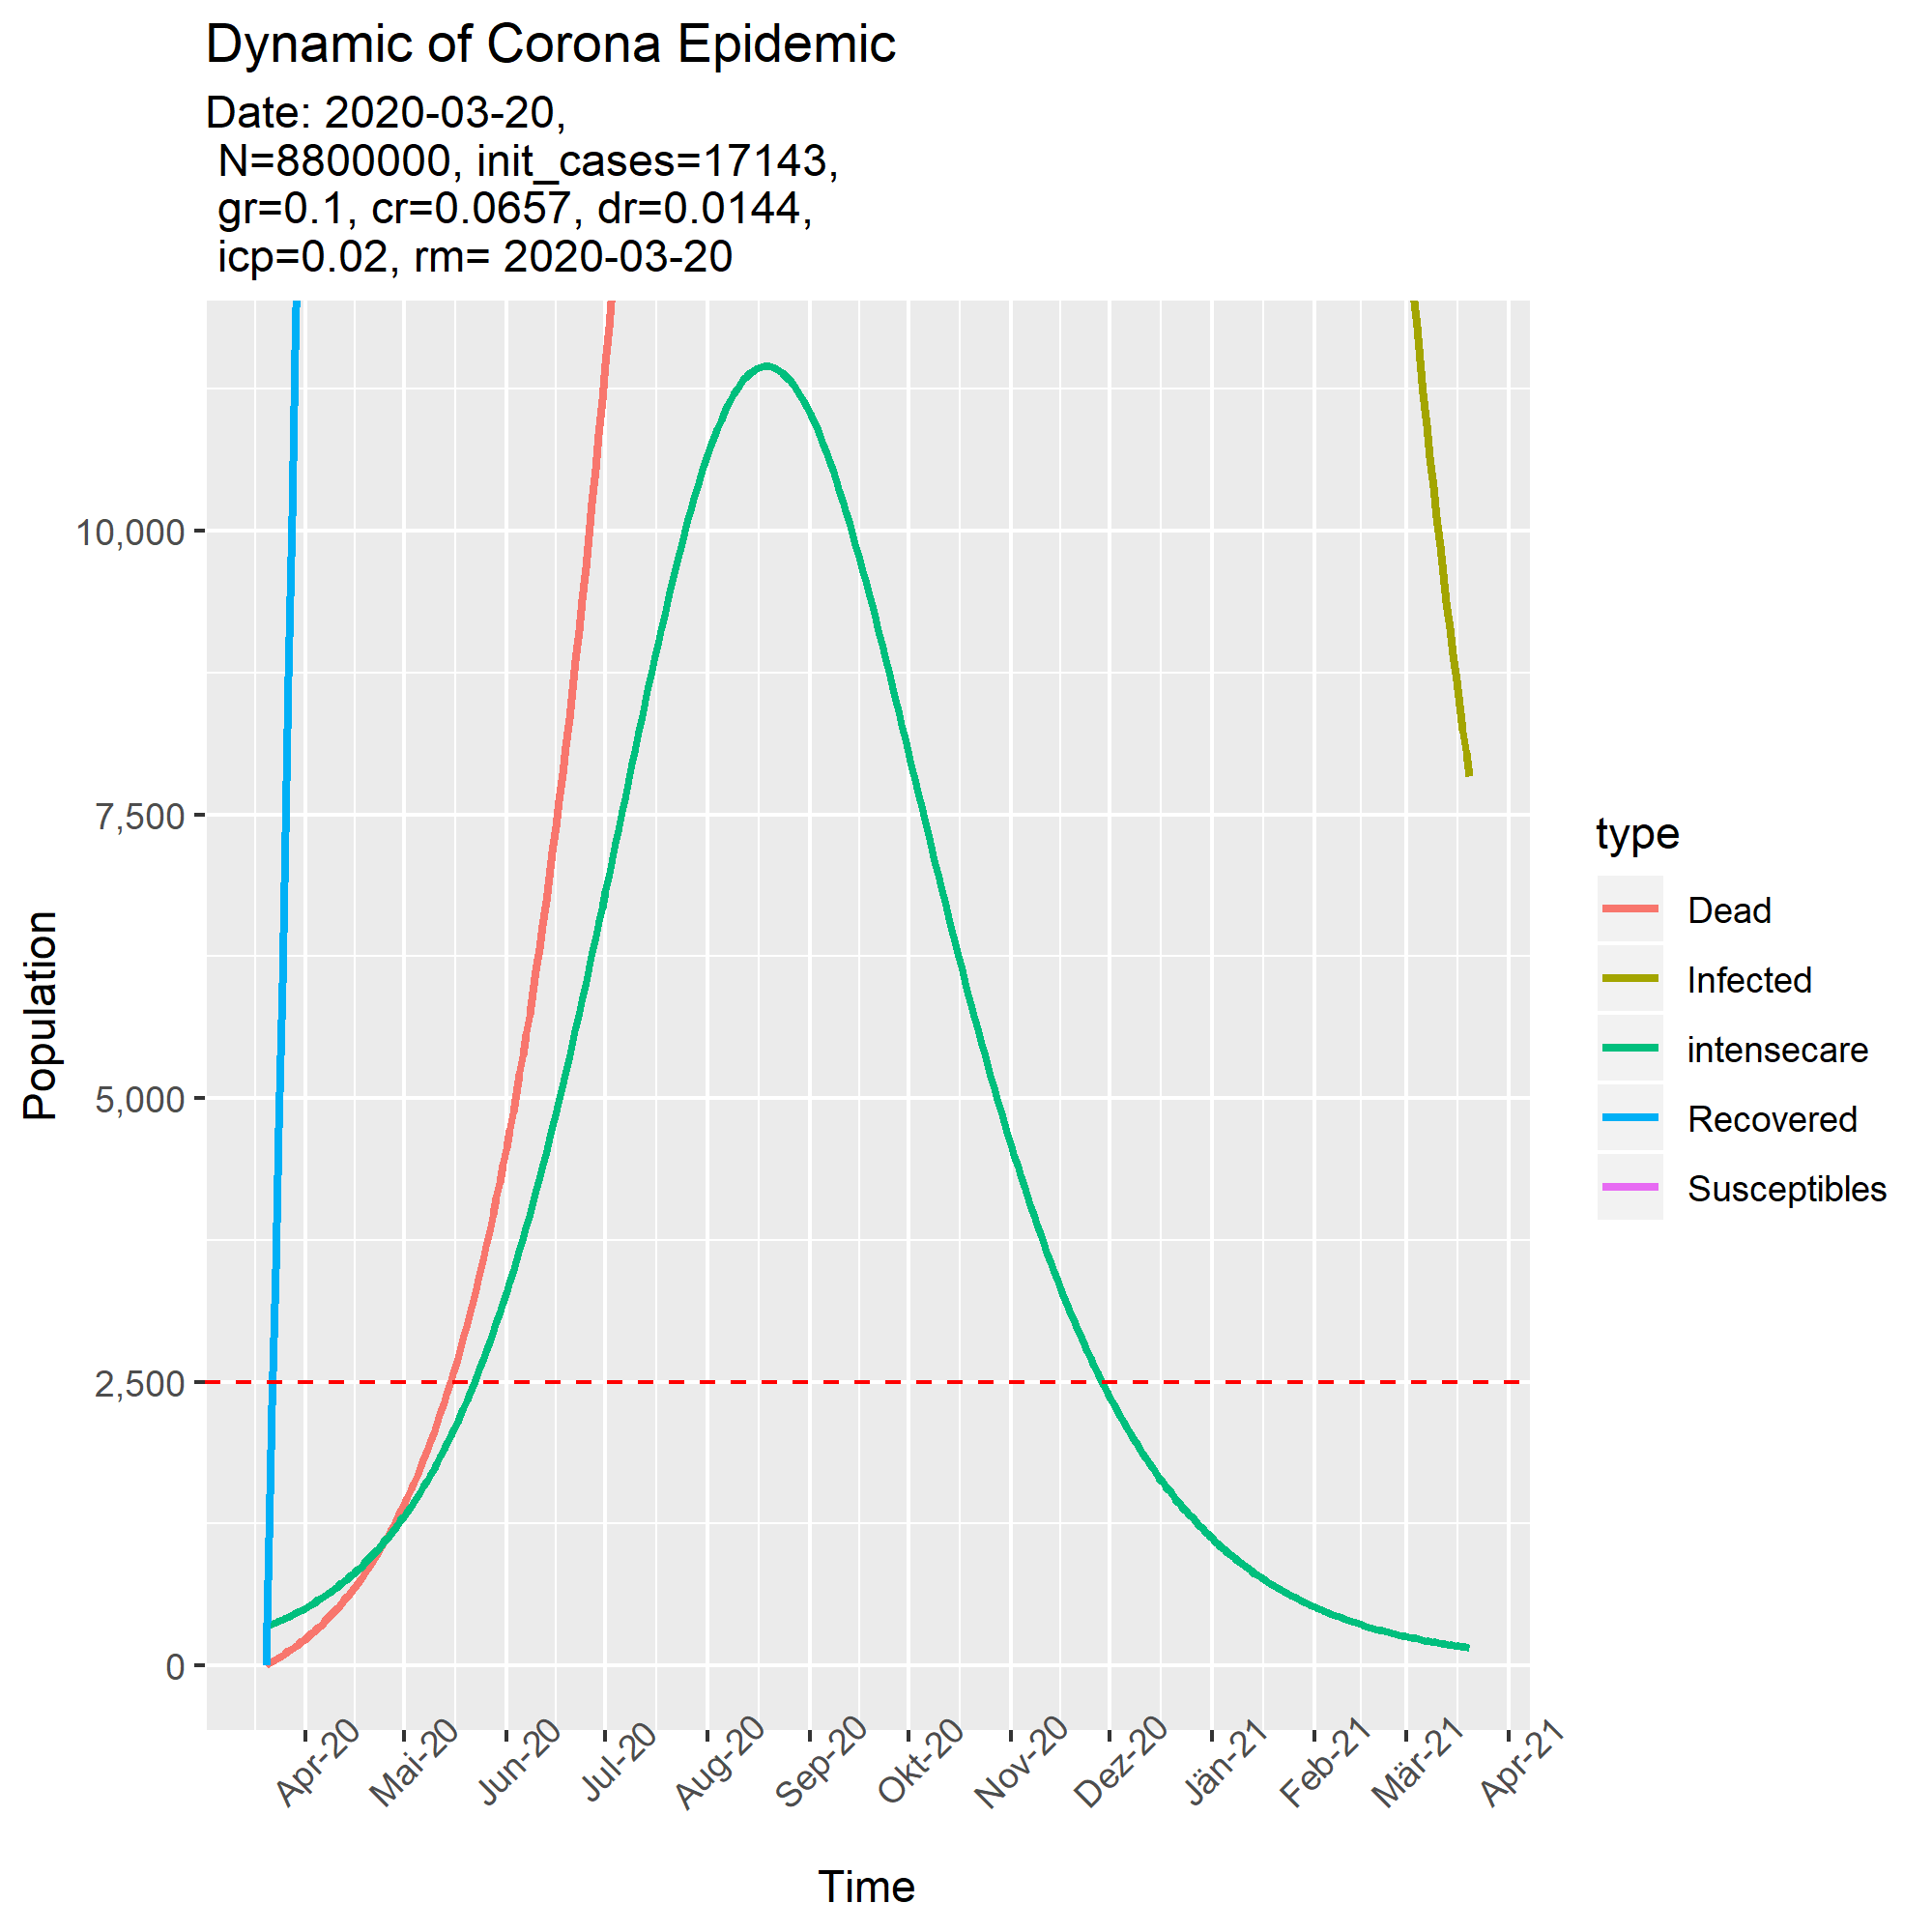 Dynamic of Corona Epidemic
Date: 2020-03-20,
N=8800000, init_cases=17143,
gr=0.1, cr=0.0657, dr=0.0144,
icp=0.02, rm= 2020-03-20
Population
10,000
7,500
5,000
2,500
0
Apr-20
Mai-20
Jun-20
Jul-20
Aug-20
Sep-20
Okt-20
Nov-20
Dez-20
Jän-21
Feb-21
Mär-21
Apr-21
Time
type
Dead
Infected
intensecare
Recovered
Susceptibles